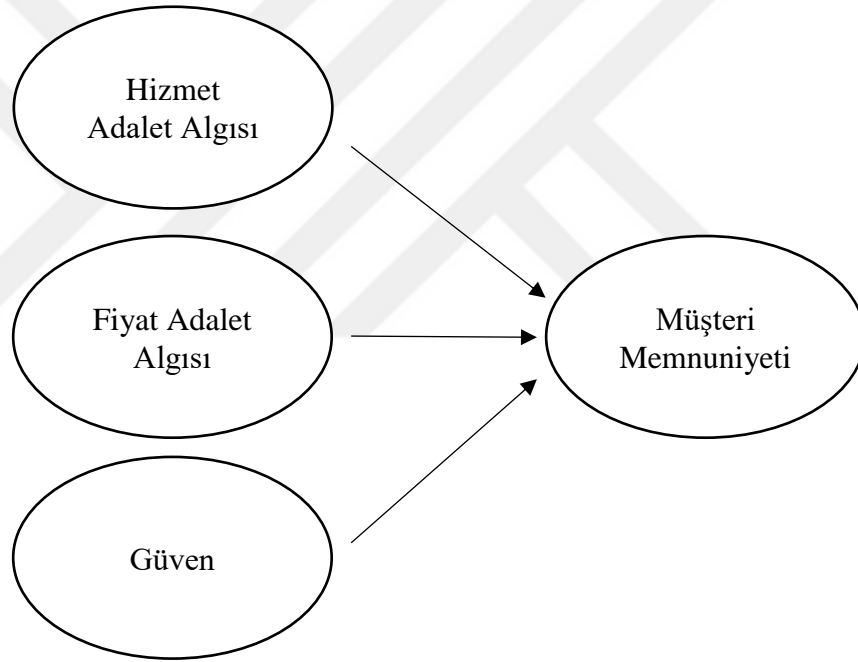 Hizmet
Adalet Algısı
Fiyat Adalet
Algısı
Müşteri
Memnuniyeti
Güven